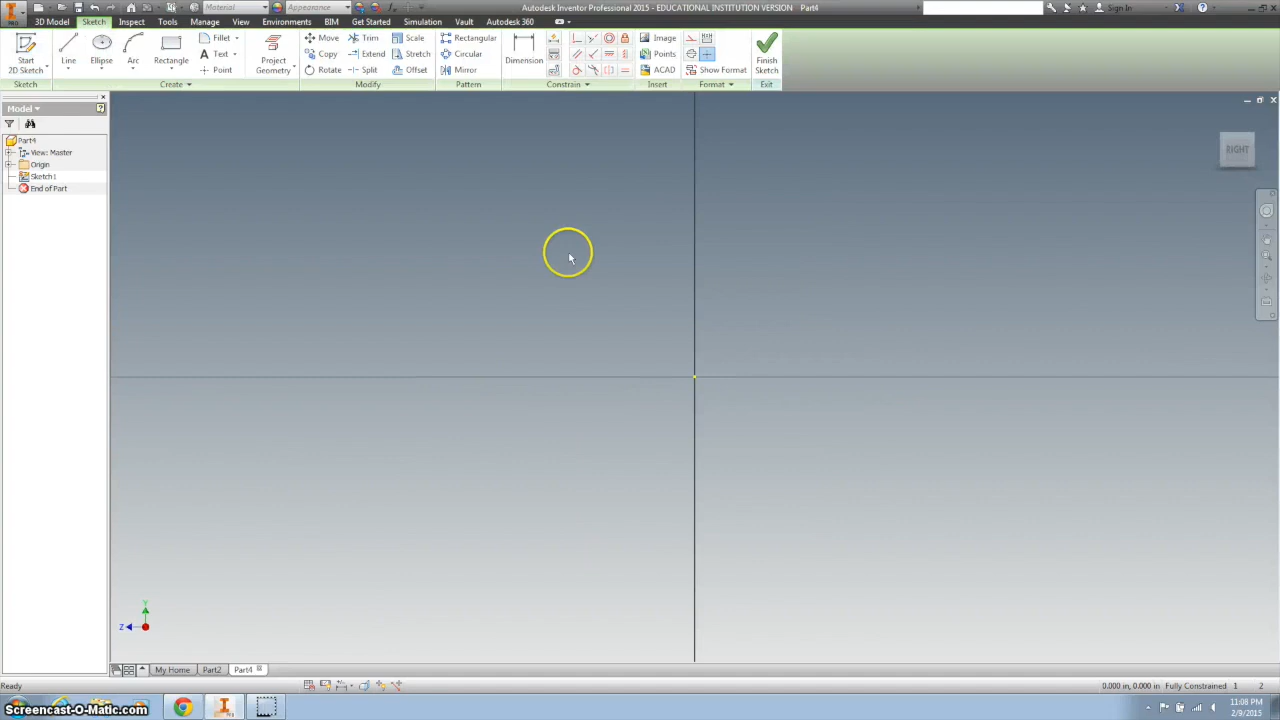 Material
Appearance
Autodesk Inventor Professional 2015 - EDUCATIONAL INSTITUTION VERSION Part4
Sign In
PRO
3D Model Sketch Inspect Tools Manage View Environments BIM Get Started Simulation Vault Autodesk 360
Start 2D Sketch
Line
Ellipse
Arc
Rectangle
Fillet
Text
Point
Project Geometry
Move
Copy
Rotate
Trim
Extend
Split
Scale
Stretch
Offset
Rectangular
Circular
Mirror
Dimension
Image
Points
ACAD
Show Format
Finish Sketch
Sketch Create Modify Pattern Constrain Insert Format Exit
Model
Part4
View: Master
Origin
Sketch1
End of Part
RIGHT
Y
Z
My Home Part2 Part4
Ready
0.000 in, 0.000 in Fully Constrained 1 2
Screencast-O-Matic.com
11:08 PM
2/9/2015